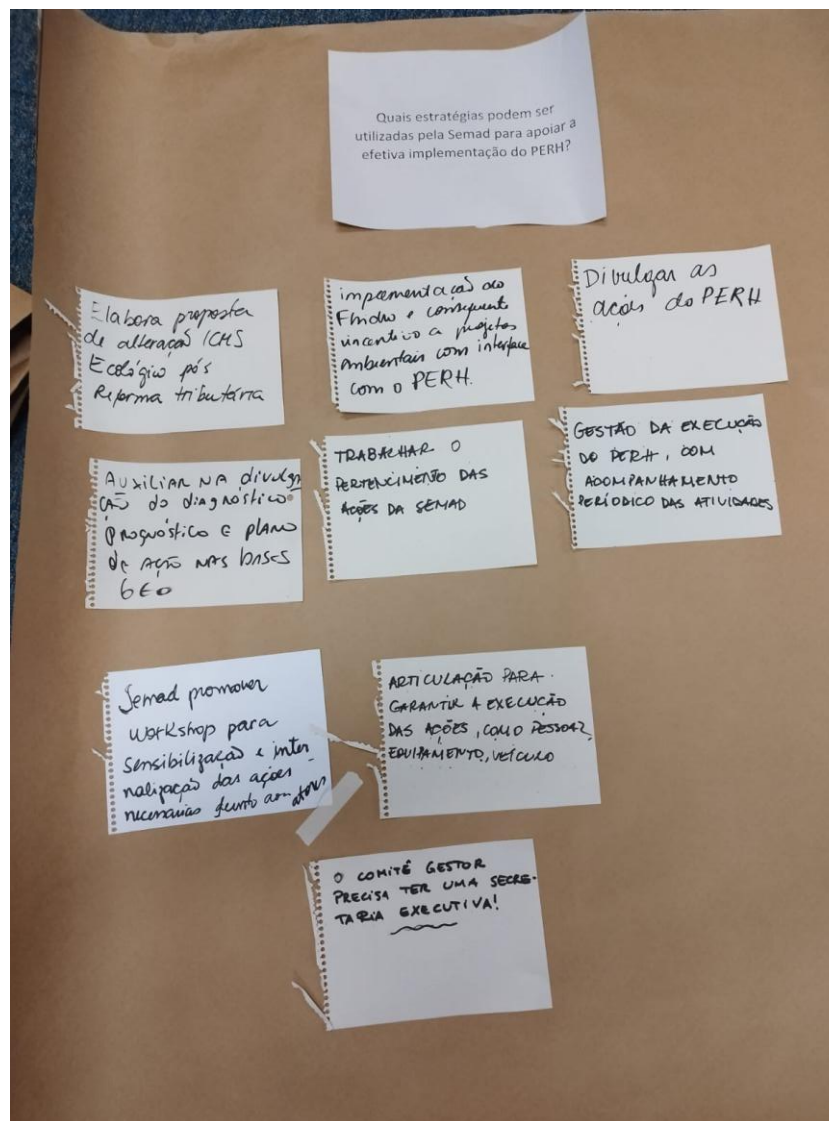 Quais estratégias podem ser
utilizadas pela Semad para apoiar a
efetiva implementação do PERH?
Elabora proposta
de alteração ICMS
Ecológico pós
Reforma tributária
implementação do
Fhidro e consequente
incentivo a projetos
Ambientais com interface
com o PERH.
Divulgar as
ações do PERH
AUXILIAR NA divulga
ÇÃO do diagnóstico
prognóstico E PLANO
de AÇÃO NAS bases
GEO
TRABALHAR O
PERTENCIMENTO DAS
AÇÕES DA SEMAD
GESTÃO DA EXECUÇÃO
DO PERH, COM
ACOMPANHAMENTO
PERÍODICO DAS ATIVIDADES
Semad promover
workshop para
sensibilização e inter
nalização das ações
necessárias junto aos atores
ARTICULAÇÃO PARA
GARANTIR A EXECUÇÃO
DAS AÇÕES, COMO PESSOAL,
EQUIPAMENTO, VEÍCULO
O COMITÊ GESTOR
PRECISA TER UMA SECRE-
TARIA EXECUTIVA!